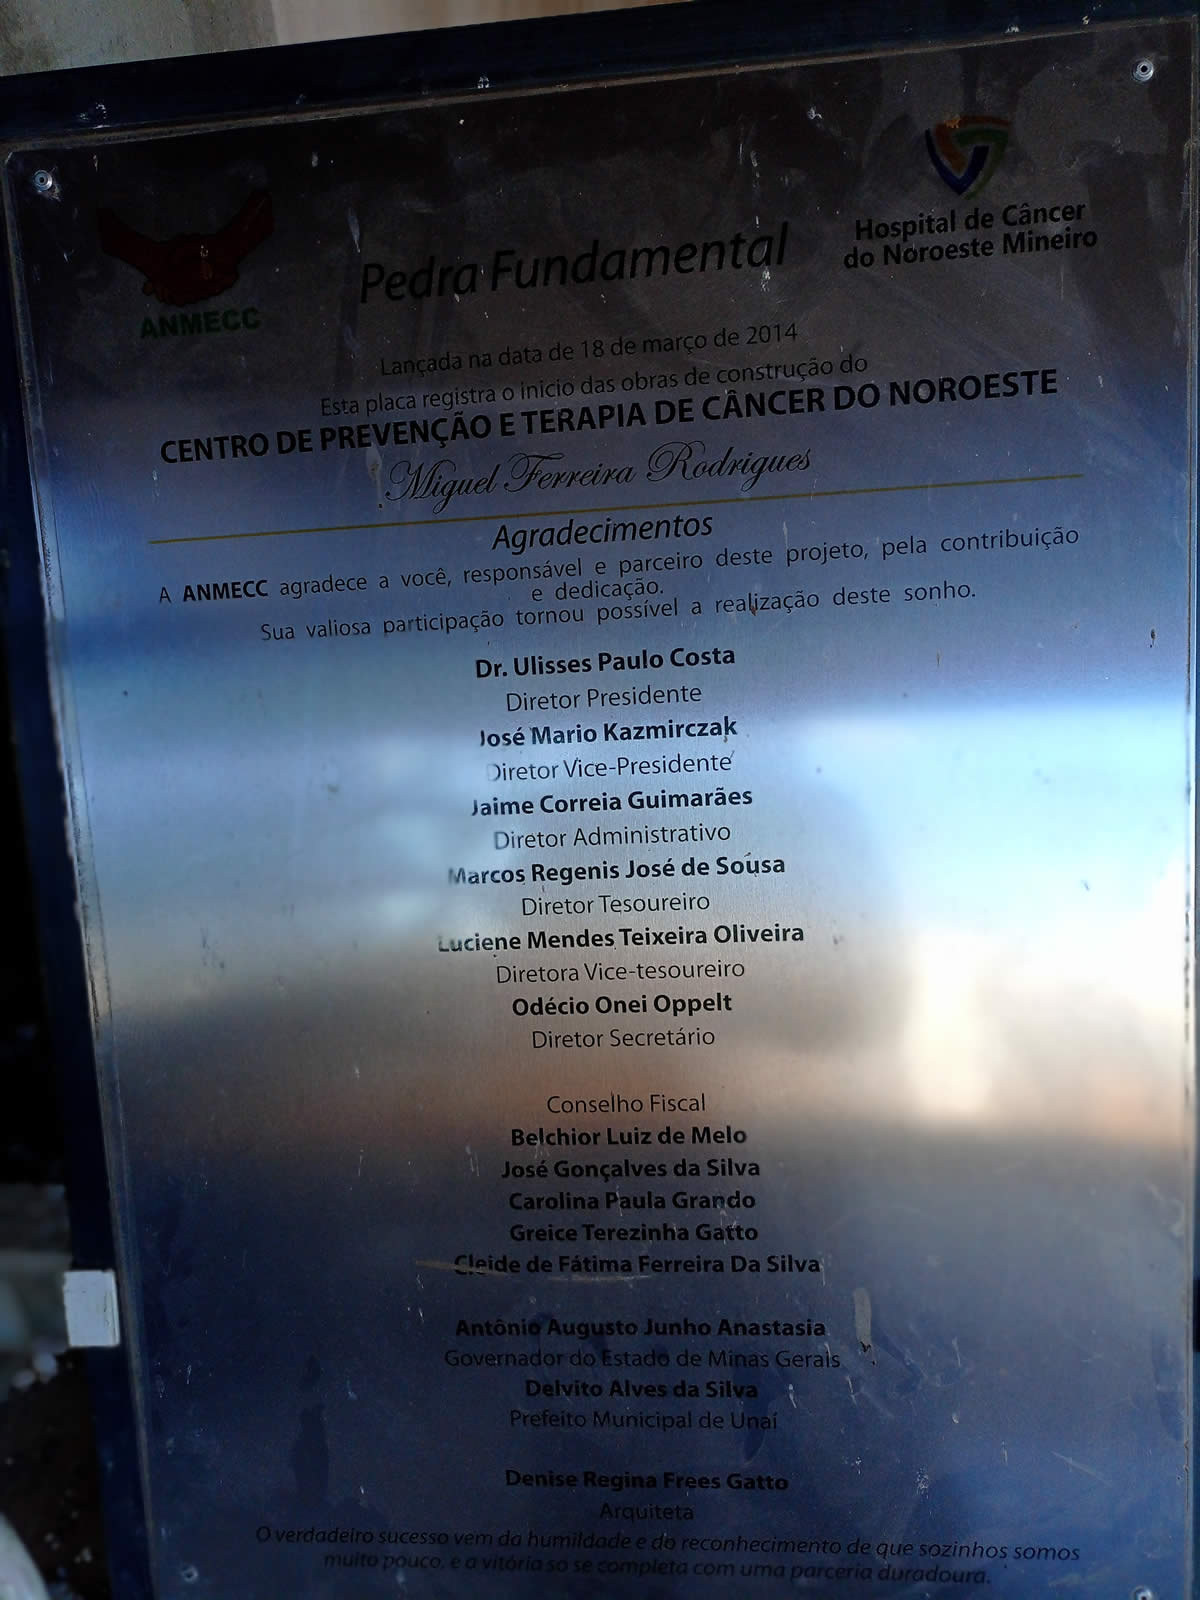 ANMECC
Pedra Fundamental
Hospital de Câncer
do Noroeste Mineiro
Lançada na data de 18 de março de 2014
Esta placa registra o inicio das obras de construção do
CENTRO DE PREVENÇÃO E TERAPIA DE CÂNCER DO NOROESTE
Miguel Ferreira Rodrigues
Agradecimentos
A ANMECC agradece a você, responsável e parceiro deste projeto, pela contribuição
e dedicação.
Sua valiosa participação tornou possível a realização deste sonho.
Dr. Ulisses Paulo Costa
Diretor Presidente
José Mario Kazmirczak
Diretor Vice-Presidente
Jaime Correia Guimarães
Diretor Administrativo
Marcos Regenis José de Sousa
Diretor Tesoureiro
Luciene Mendes Teixeira Oliveira
Diretora Vice-tesoureiro
Odécio Onei Oppelt
Diretor Secretário
Conselho Fiscal
Belchior Luiz de Melo
José Gonçalves da Silva
Carolina Paula Grando
Greice Terezinha Gatto
Cleide de Fátima Ferreira Da Silva
Antônio Augusto Junho Anastasia
Governador do Estado de Minas Gerais
Delvito Alves da Silva
Prefeito Municipal de Unaí
Denise Regina Frees Gatto
Arquiteta
O verdadeiro sucesso vem da humildade e do reconhecimento de que sozinhos somos
muito pouco, e a vitória so se completa com uma parceria duradoura.